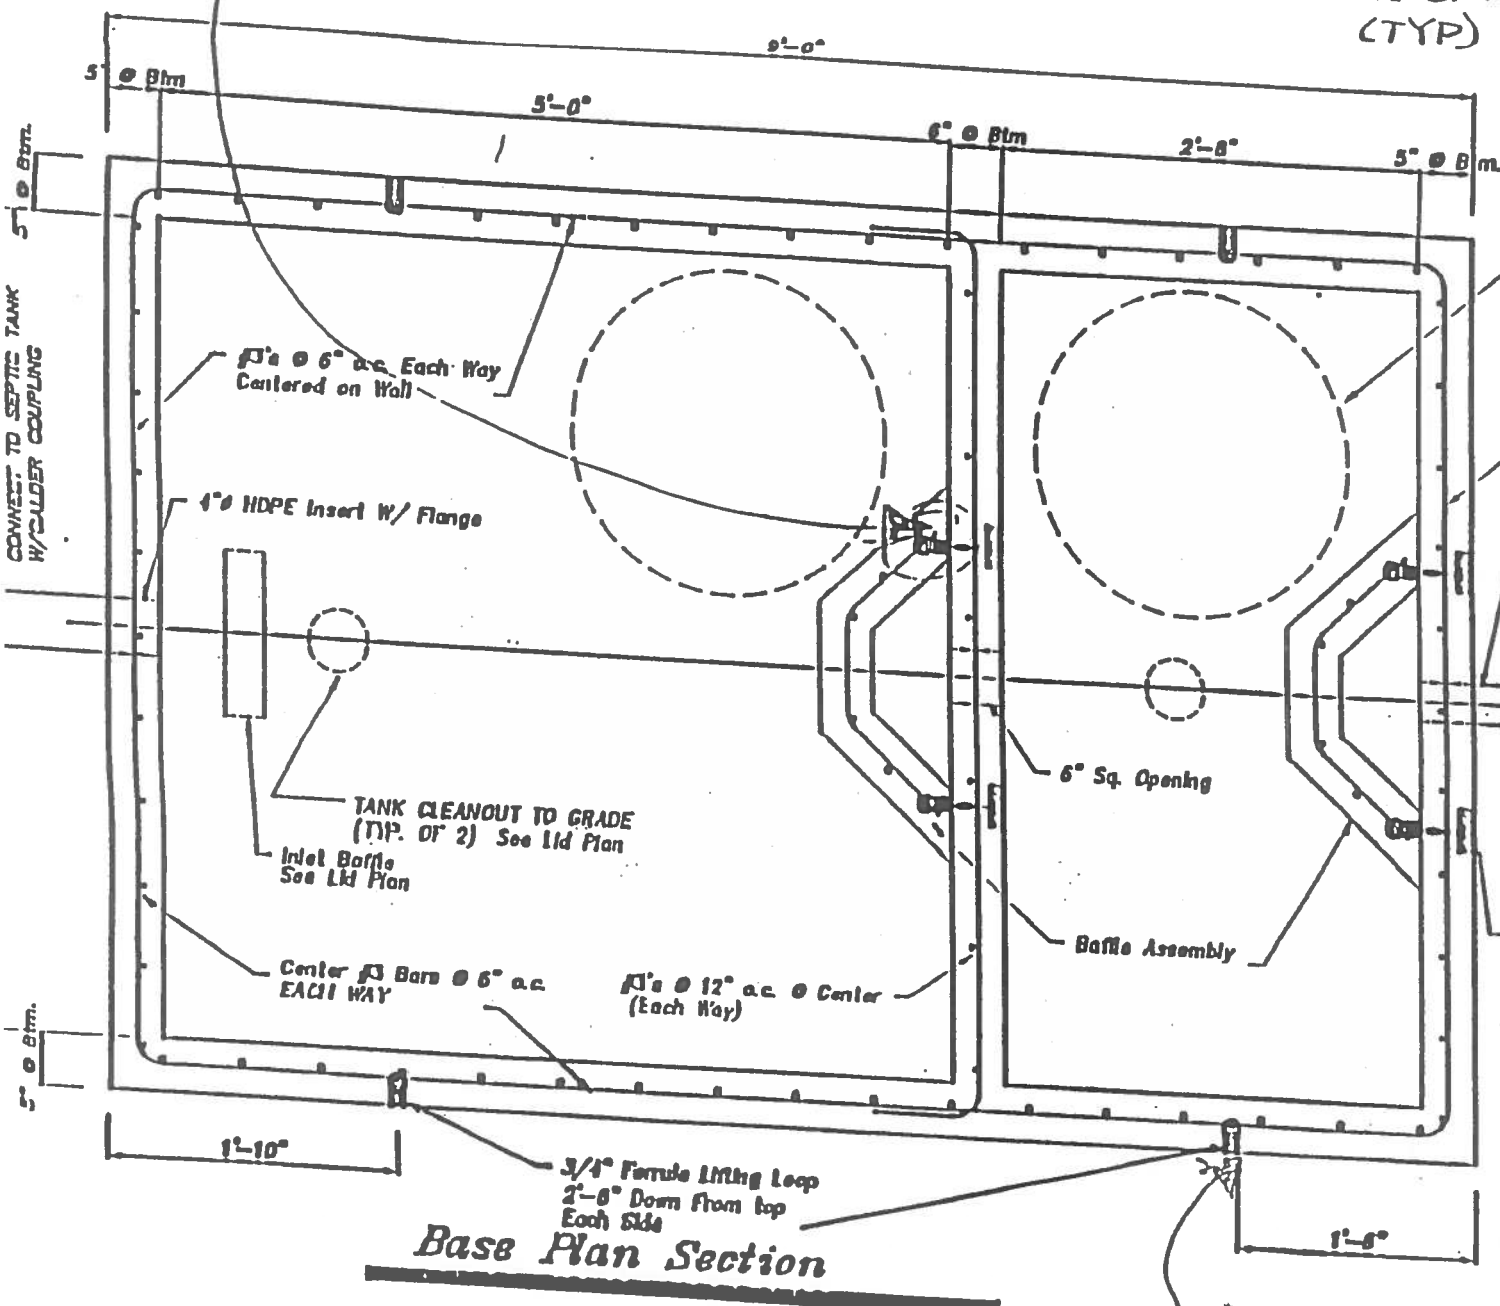 (TYP)
9'-0"
5" @ Btm
5'-0"
6" @ Btm
2'-8"
5" @ B m.
5" @ Btm.
CONNECT TO SEPTIC TANK
W/CALDER COUPLING
#3's @ 6" o.c. Each Way
Centered on Wall
4"ø HDPE Insert W/ Flange
6" Sq. Opening
TANK CLEANOUT TO GRADE
(TYP. OF 2) See Lid Plan
Inlet Baffle
See Lid Plan
Baffle Assembly
Center #3 Bars @ 6" o.c.
EACH WAY
#3's @ 12" o.c. @ Center
(Each Way)
5" @ Btm.
1'-10"
3/4" Ferrule Lifting Loop
2'-6" Down From top
Each Side
1'-6"
Base Plan Section